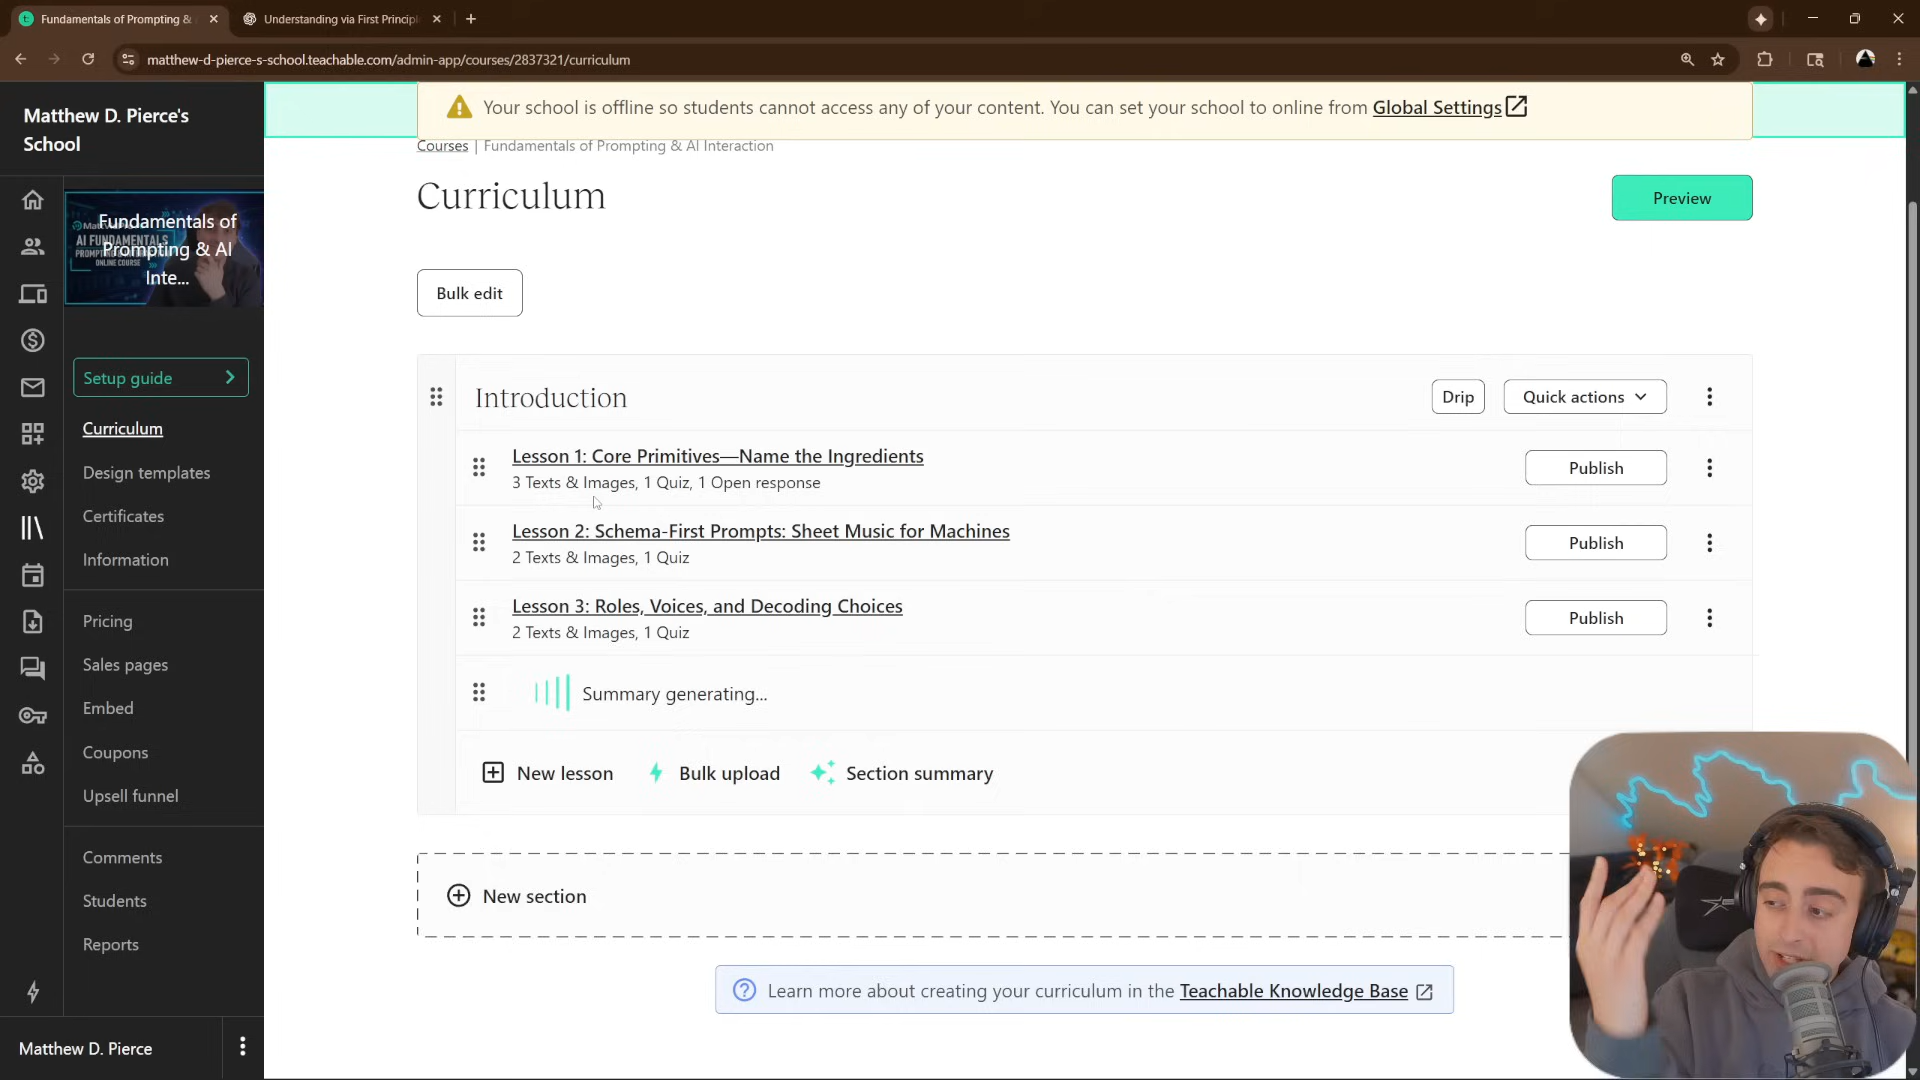 Fundamentals of Prompting &
Understanding via First Princip
matthew-d-pierce-s-school.teachable.com/admin-app/courses/2837321/curriculum
Matthew D. Pierce's
School
Your school is offline so students cannot access any of your content. You can set your school to online from Global Settings
Courses | Fundamentals of Prompting & AI Interaction
Curriculum
Preview
Fundamentals of
Prompting & AI
Inte...
AI FUNDAMENTALS
ONLINE COURSE
Bulk edit
Setup guide
Curriculum
Design templates
Certificates
Information
Pricing
Sales pages
Embed
Coupons
Upsell funnel
Comments
Students
Reports
Matthew D. Pierce
Introduction
Drip
Quick actions
Lesson 1: Core Primitives—Name the Ingredients
3 Texts & Images, 1 Quiz, 1 Open response
Publish
Lesson 2: Schema-First Prompts: Sheet Music for Machines
2 Texts & Images, 1 Quiz
Publish
Lesson 3: Roles, Voices, and Decoding Choices
2 Texts & Images, 1 Quiz
Publish
Summary generating...
New lesson
Bulk upload
Section summary
New section
Learn more about creating your curriculum in the Teachable Knowledge Base